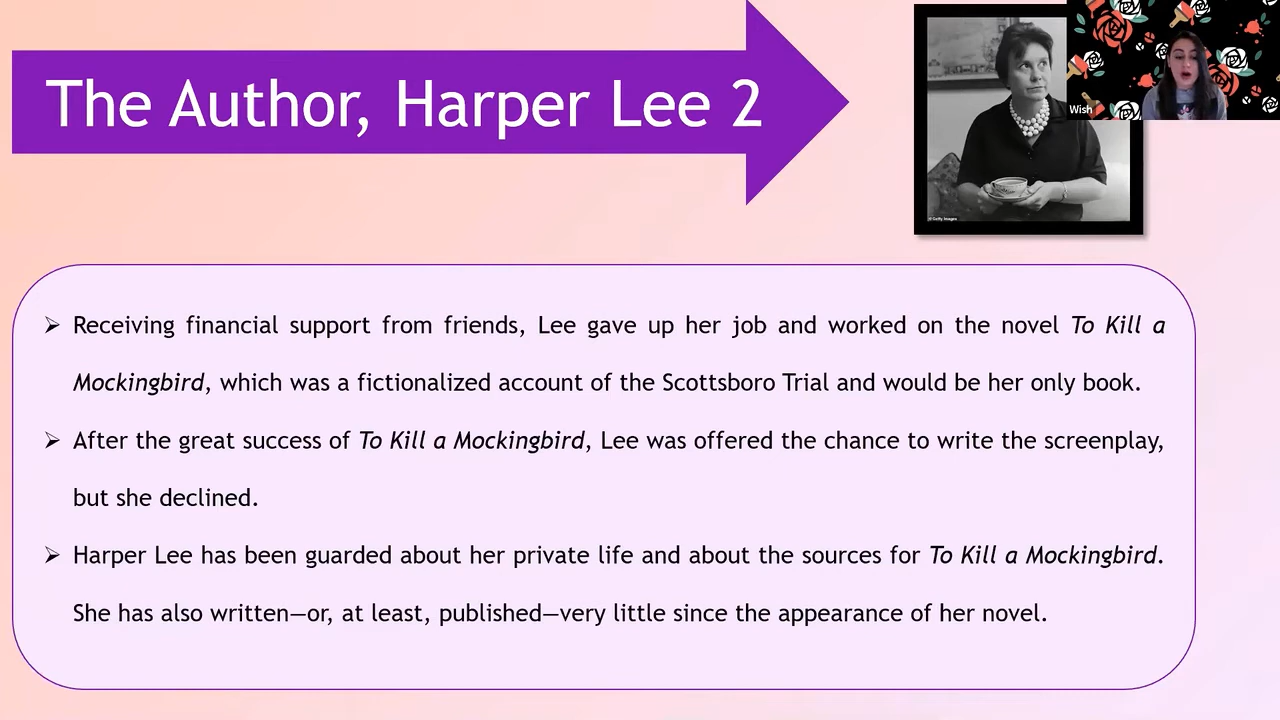 The Author, Harper Lee 2
Wish
© Getty Images
➢ Receiving financial support from friends, Lee gave up her job and worked on the novel To Kill a
Mockingbird, which was a fictionalized account of the Scottsboro Trial and would be her only book.
➢ After the great success of To Kill a Mockingbird, Lee was offered the chance to write the screenplay,
but she declined.
➢ Harper Lee has been guarded about her private life and about the sources for To Kill a Mockingbird.
She has also written—or, at least, published—very little since the appearance of her novel.